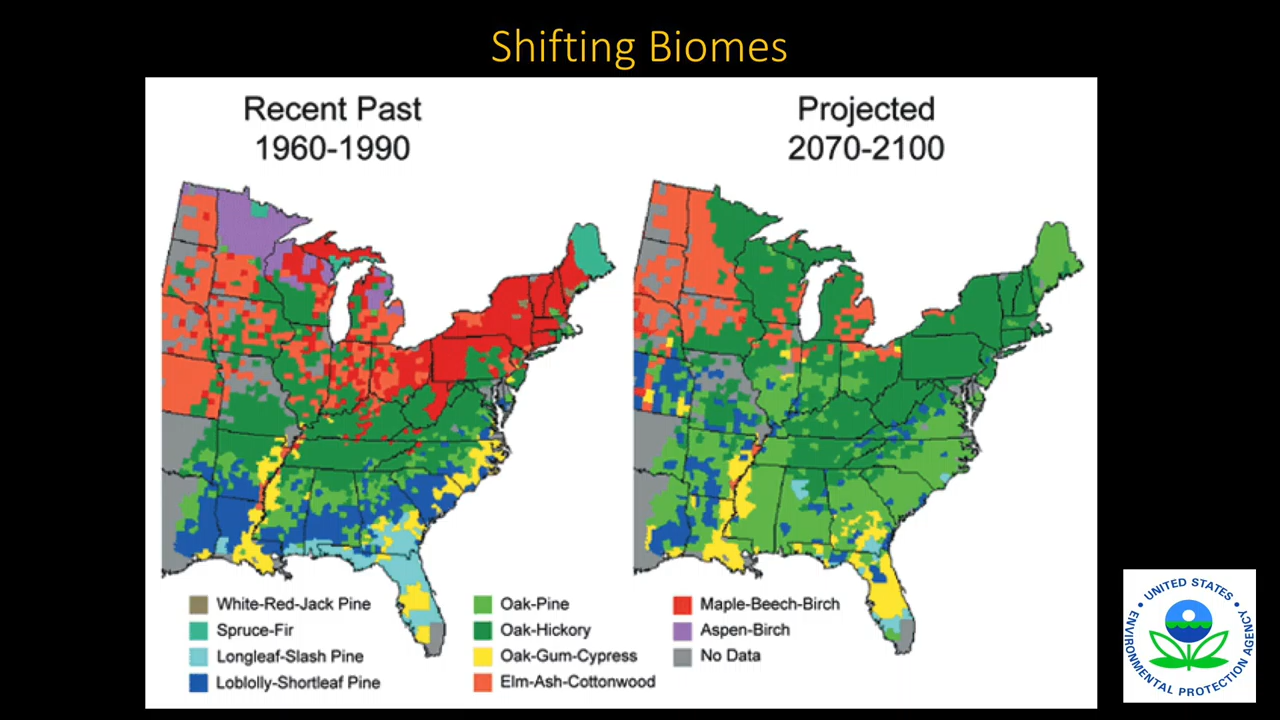 Shifting Biomes
Recent Past
1960-1990
Projected
2070-2100
White-Red-Jack Pine
Spruce-Fir
Longleaf-Slash Pine
Loblolly-Shortleaf Pine
Oak-Pine
Oak-Hickory
Oak-Gum-Cypress
Elm-Ash-Cottonwood
Maple-Beech-Birch
Aspen-Birch
No Data
UNITED STATES
ENVIRONMENTAL PROTECTION AGENCY